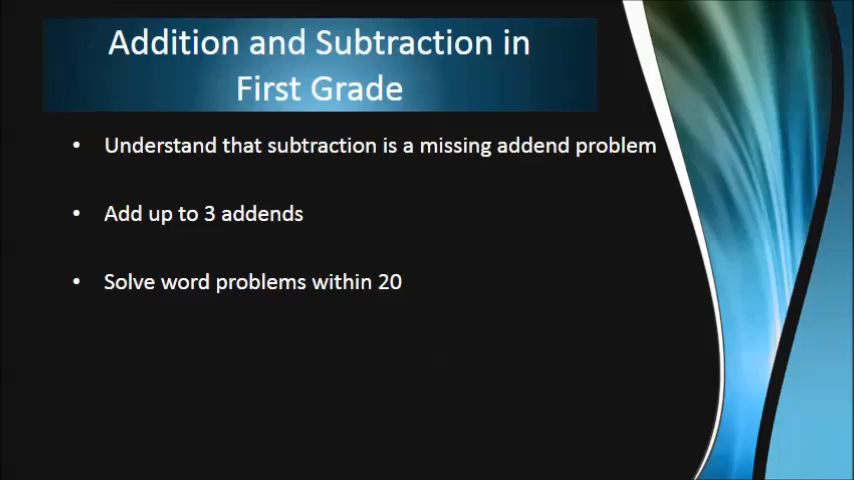 Addition and Subtraction in
First Grade
• Understand that subtraction is a missing addend problem
• Add up to 3 addends
• Solve word problems within 20